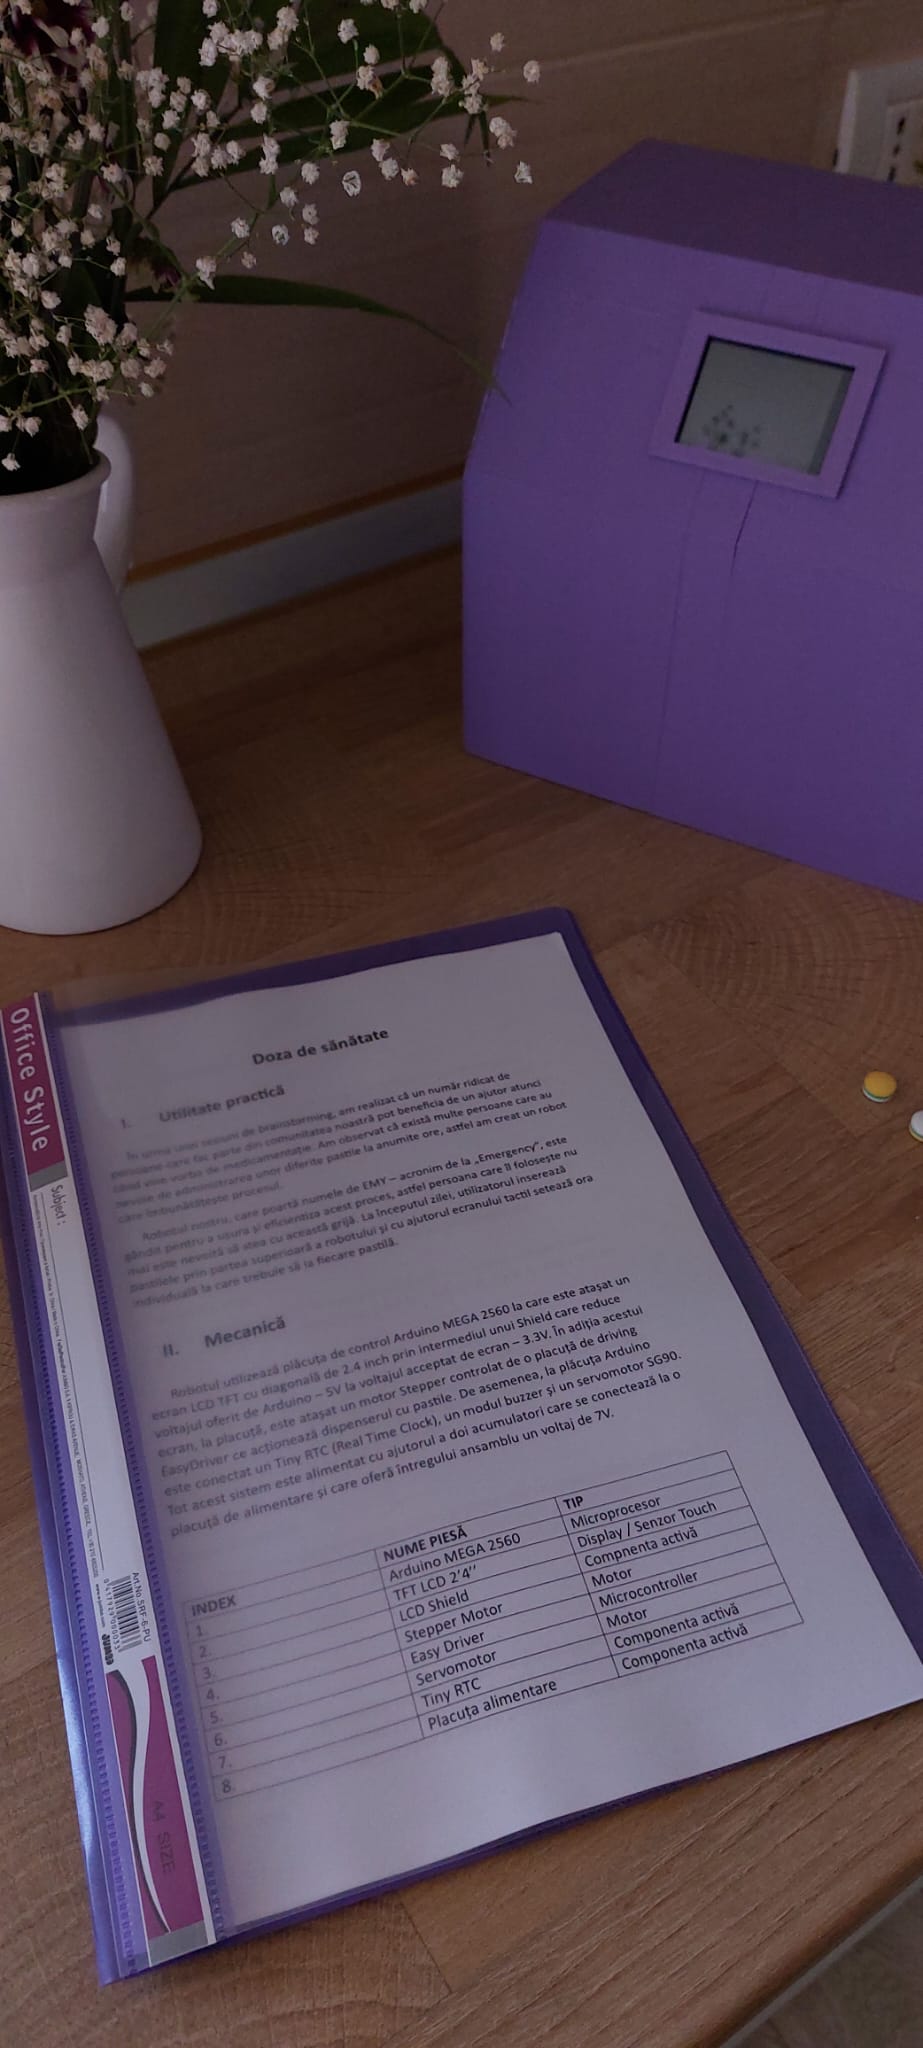 Doza de sănătate
I. Utilitate practică
În urma unei sesiuni de brainstorming, am realizat că un număr ridicat de
persoane care fac parte din comunitatea noastră pot beneficia de un ajutor atunci
când vine vorba de medicamentație. Am observat că există multe persoane care au
nevoie de administrarea unor diferite pastile la anumite ore, astfel am creat un robot
care îmbunătățește procesul.
Robotul nostru, care poartă numele de EMY – acronim de la „Emergency", este
gândit pentru a ușura și eficientiza acest proces, astfel persoana care îl folosește nu
mai este nevoită să stea cu această grijă. La începutul zilei, utilizatorul inserează
pastilele prin partea superioară a robotului și cu ajutorul ecranului tactil setează ora
individuală la care trebuie să ia fiecare pastilă.
II. Mecanică
Robotul utilizează plăcuța de control Arduino MEGA 2560 la care este atașat un
ecran LCD TFT cu diagonală de 2.4 inch prin intermediul unui Shield care reduce
voltajul oferit de Arduino – 5V la voltajul acceptat de ecran – 3.3V. În adiția acestui
ecran, la placuță, este atașat un motor Stepper controlat de o placuță de driving
EasyDriver ce acționează dispenserul cu pastile. De asemenea, la plăcuța Arduino
este conectat un Tiny RTC (Real Time Clock), un modul buzzer și un servomotor SG90.
Tot acest sistem este alimentat cu ajutorul a doi acumulatori care se conectează la o
placuță de alimentare și care oferă întregului ansamblu un voltaj de 7V.
INDEX NUME PIESĂ TIP
1. Arduino MEGA 2560 Microprocesor
2. TFT LCD 2'4'' Display / Senzor Touch
3. LCD Shield Compnenta activă
4. Stepper Motor Motor
5. Easy Driver Microcontroller
6. Servomotor Motor
7. Tiny RTC Componenta activă
8. Placuța alimentare Componenta activă
Office Style
Subject:
Art.No.SRF-6-PU
A4 SIZE